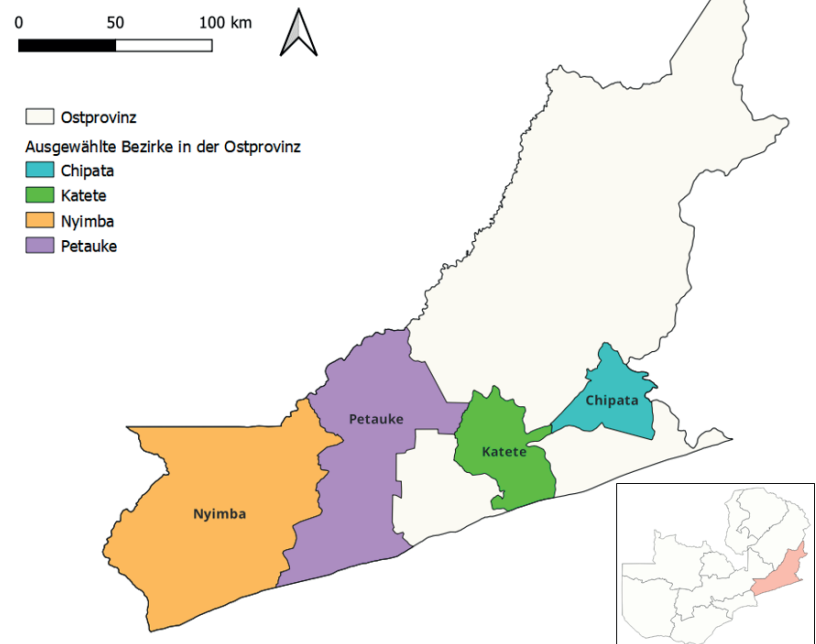 0 50 100 km
Ostprovinz
Ausgewählte Bezirke in der Ostprovinz
Chipata
Katete
Nyimba
Petauke
Chipata
Petauke
Katete
Nyimba